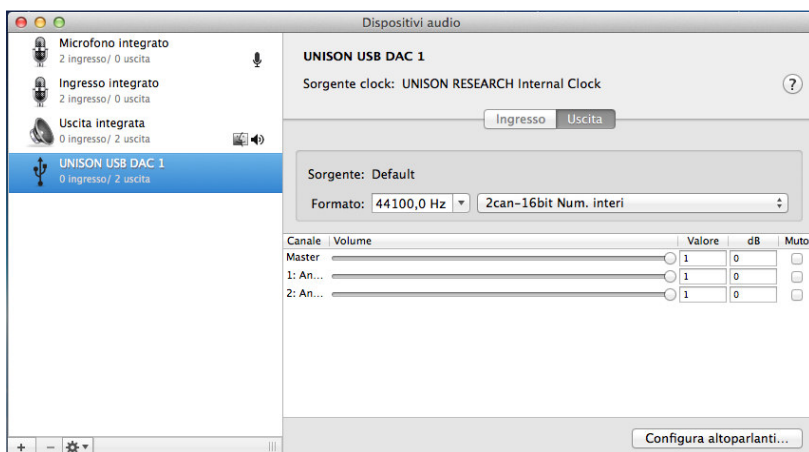 Dispositivi audio
Microfono integrato
2 ingresso/ 0 uscita
Ingresso integrato
2 ingresso/ 0 uscita
Uscita integrata
0 ingresso/ 2 uscita
UNISON USB DAC 1
0 ingresso/ 2 uscita
UNISON USB DAC 1
Sorgente clock: UNISON RESEARCH Internal Clock
?
Ingresso Uscita
Sorgente: Default
Formato: 44100,0 Hz 2can-16bit Num. interi
Canale Volume Valore dB Muto
Master 1 0
1: An... 1 0
2: An... 1 0
Configura altoparlanti...